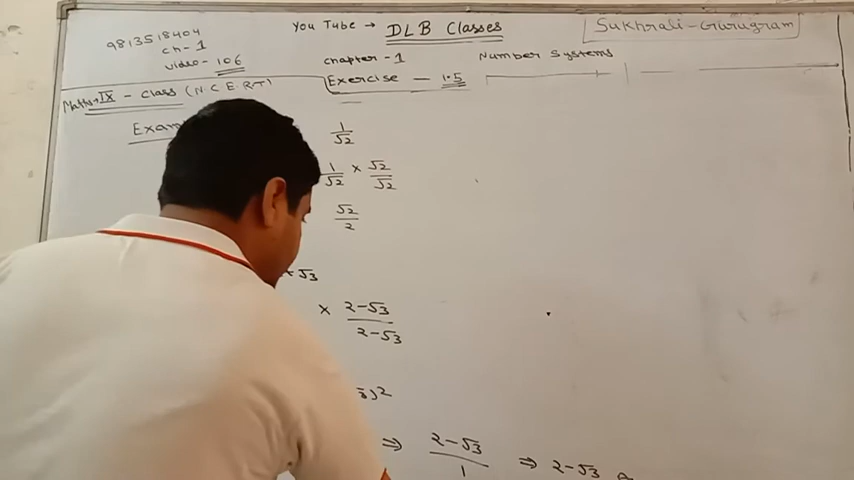 9813518404
ch-1
video-106
You Tube → DLB Classes
Sukhrali-Gurugram
chapter-1
Number Systems
Exercise — 1.5
Maths IX - class (N.C.E.R.T)
Exam
1/√2
1/√2 × √2/√2
√2/2
+√3
× 2-√3/2-√3
)2
⇒ 2-√3/1 ⇒ 2-√3